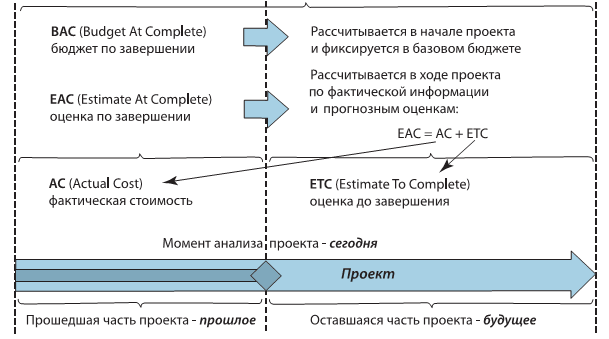 BAC (Budget At Complete)
бюджет по завершении
Рассчитывается в начале проекта
и фиксируется в базовом бюджете
EAC (Estimate At Complete)
оценка по завершении
Рассчитывается в ходе проекта
по фактической информации
и прогнозным оценкам:
EAC = AC + ETC
AC (Actual Cost)
фактическая стоимость
ETC (Estimate To Complete)
оценка до завершения
Момент анализа проекта - сегодня
Проект
Прошедшая часть проекта - прошлое
Оставшаяся часть проекта - будущее